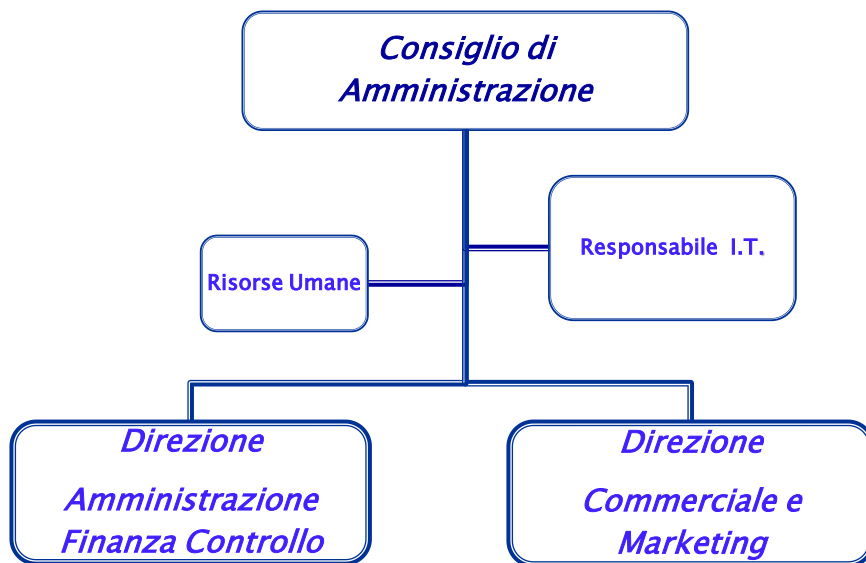 Consiglio di
Amministrazione
Responsabile I.T.
Risorse Umane
Direzione
Amministrazione
Finanza Controllo
Direzione
Commerciale e
Marketing